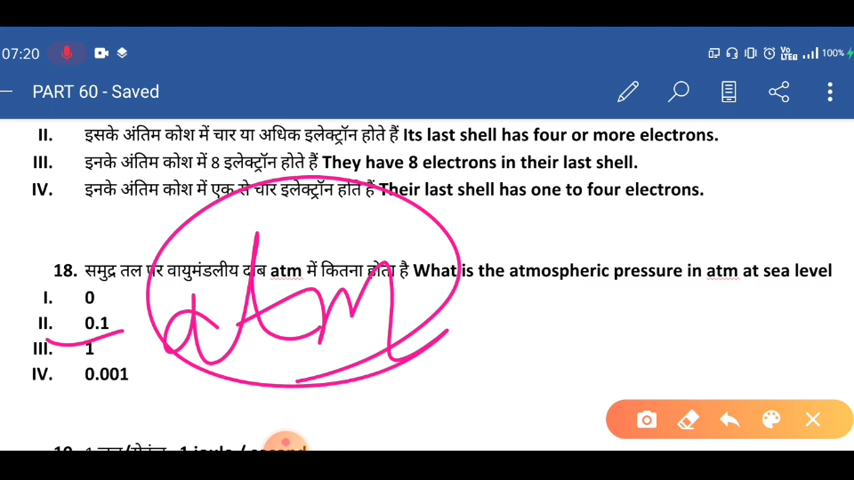 07:20 Vo LTE 100%
PART 60 - Saved
II. इसके अंतिम कोश में चार या अधिक इलेक्ट्रॉन होते हैं Its last shell has four or more electrons.
III. इनके अंतिम कोश में 8 इलेक्ट्रॉन होते हैं They have 8 electrons in their last shell.
IV. इनके अंतिम कोश में एक से चार इलेक्ट्रॉन होते हैं Their last shell has one to four electrons.
18. समुद्र तल पर वायुमंडलीय दाब atm में कितना होता है What is the atmospheric pressure in atm at sea level
I. 0
atm
II. 0.1
III. 1
IV. 0.001